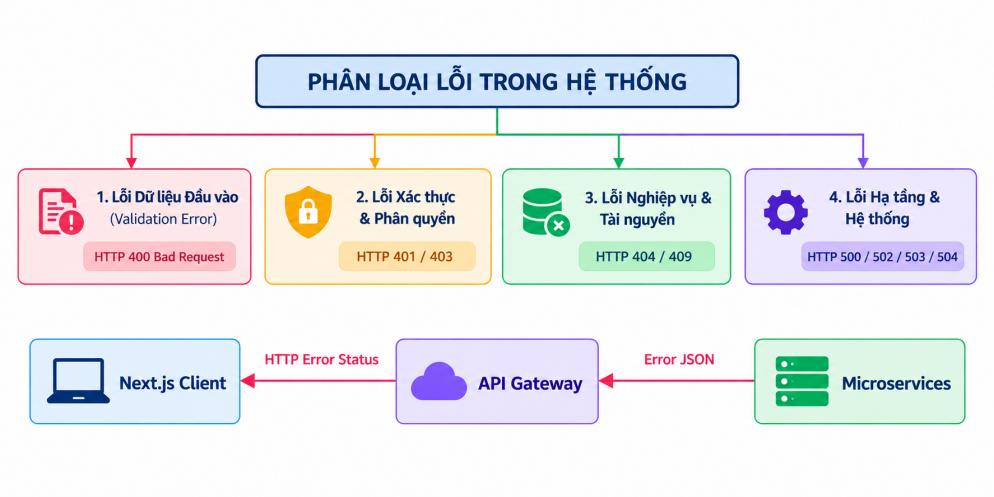 PHÂN LOẠI LỖI TRONG HỆ THỐNG
1. Lỗi Dữ liệu Đầu vào
(Validation Error)
HTTP 400 Bad Request
2. Lỗi Xác thực
& Phân quyền
HTTP 401 / 403
3. Lỗi Nghiệp vụ &
Tài nguyên
HTTP 404 / 409
4. Lỗi Hạ tầng &
Hệ thống
HTTP 500 / 502 / 503 / 504
Next.js Client
HTTP Error Status
API Gateway
Error JSON
Microservices